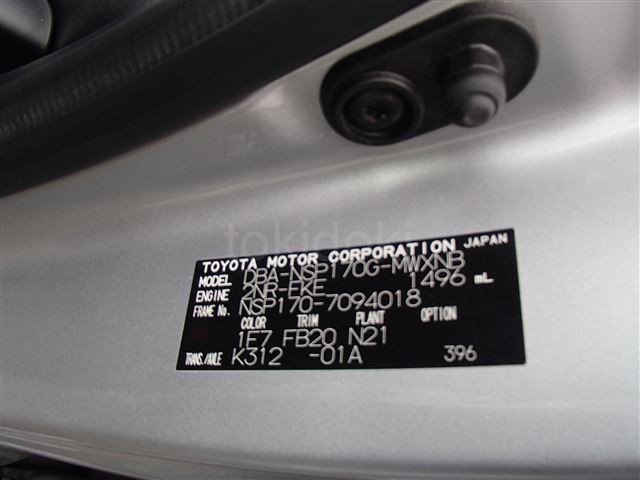 tokidoki
TOYOTA MOTOR CORPORATION JAPAN
MODEL DBA-NSP170G-MWXNB
ENGINE 2NR-FKE 1496 mL
FRAME No. NSP170-7094018
COLOR TRIM PLANT OPTION
1E7 FB20 N21
TRANS./AXLE K312 -01A 396